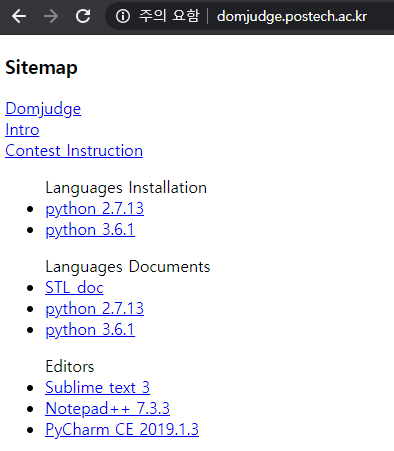 주의 요함 | domjudge.postech.ac.kr
Sitemap
Domjudge
Intro
Contest Instruction
Languages Installation
python 2.7.13
python 3.6.1
Languages Documents
STL doc
python 2.7.13
python 3.6.1
Editors
Sublime text 3
Notepad++ 7.3.3
PyCharm CE 2019.1.3